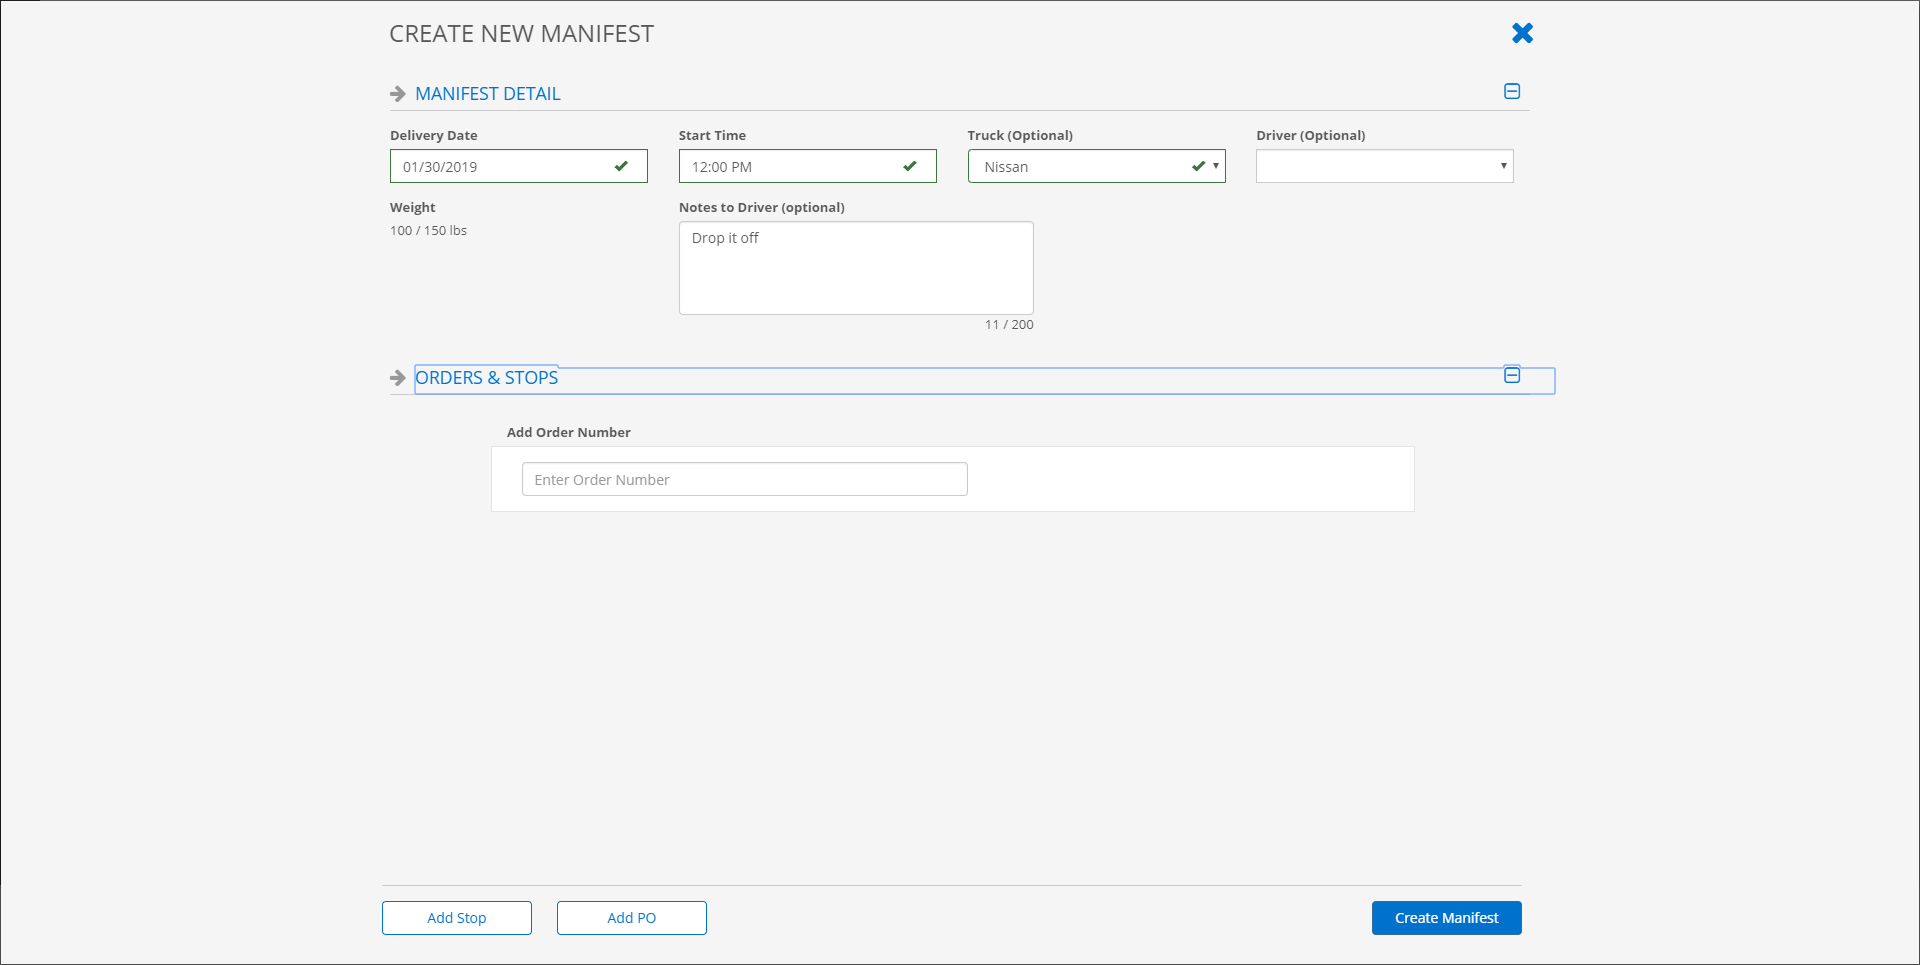 CREATE NEW MANIFEST
MANIFEST DETAIL
Delivery Date
Start Time
Truck (Optional)
Driver (Optional)
01/30/2019
12:00 PM
Nissan
Weight
Notes to Driver (optional)
100 / 150 lbs
Drop it off
11 / 200
ORDERS & STOPS
Add Order Number
Enter Order Number
Add Stop
Add PO
Create Manifest